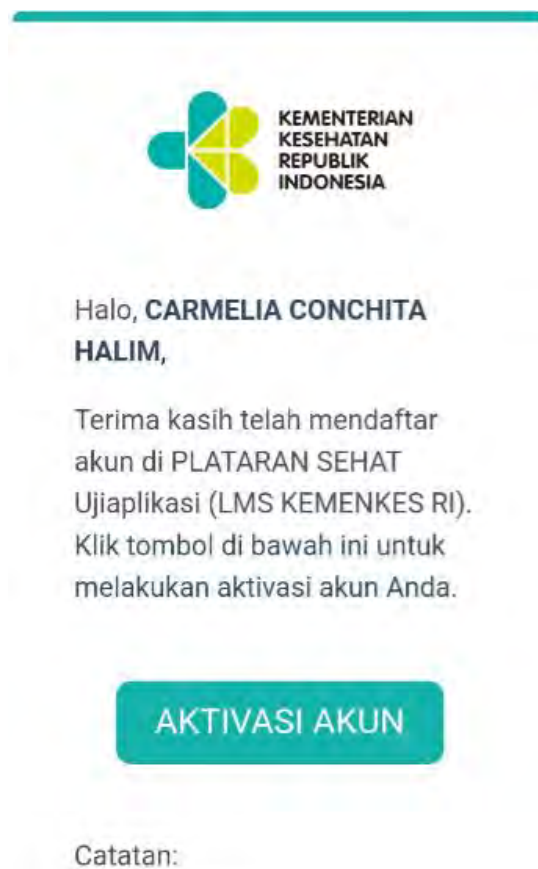 KEMENTERIAN
KESEHATAN
REPUBLIK
INDONESIA
Halo, CARMELIA CONCHITA
HALIM,
Terima kasih telah mendaftar
akun di PLATARAN SEHAT
Ujiaplikasi (LMS KEMENKES RI).
Klik tombol di bawah ini untuk
melakukan aktivasi akun Anda.
AKTIVASI AKUN
Catatan: